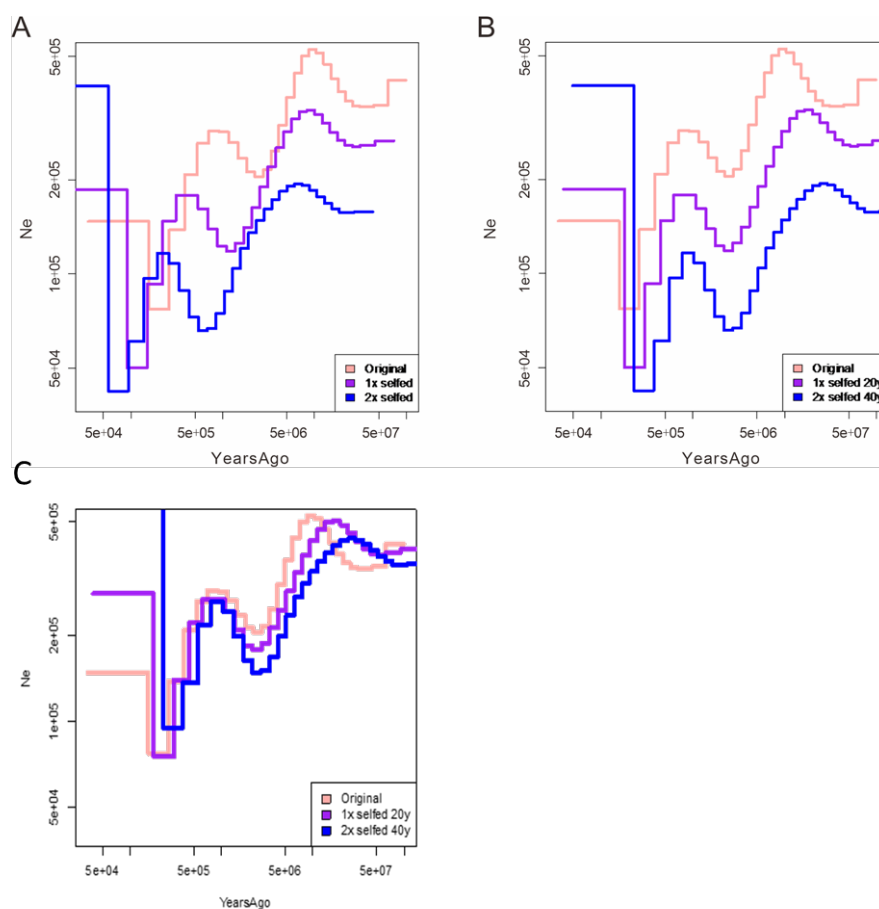 A
Ne
5e+05
2e+05
1e+05
5e+04
Original
1x selfed
2x selfed
5e+04 5e+05 5e+06 5e+07
YearsAgo
B
5e+05
2e+05
1e+05
5e+04
Original
1x selfed 20y
2x selfed 40y
5e+04 5e+05 5e+06 5e+07
YearsAgo
C
Ne
5e+05
2e+05
1e+05
5e+04
Original
1x selfed 20y
2x selfed 40y
5e+04 5e+05 5e+06 5e+07
YearsAgo